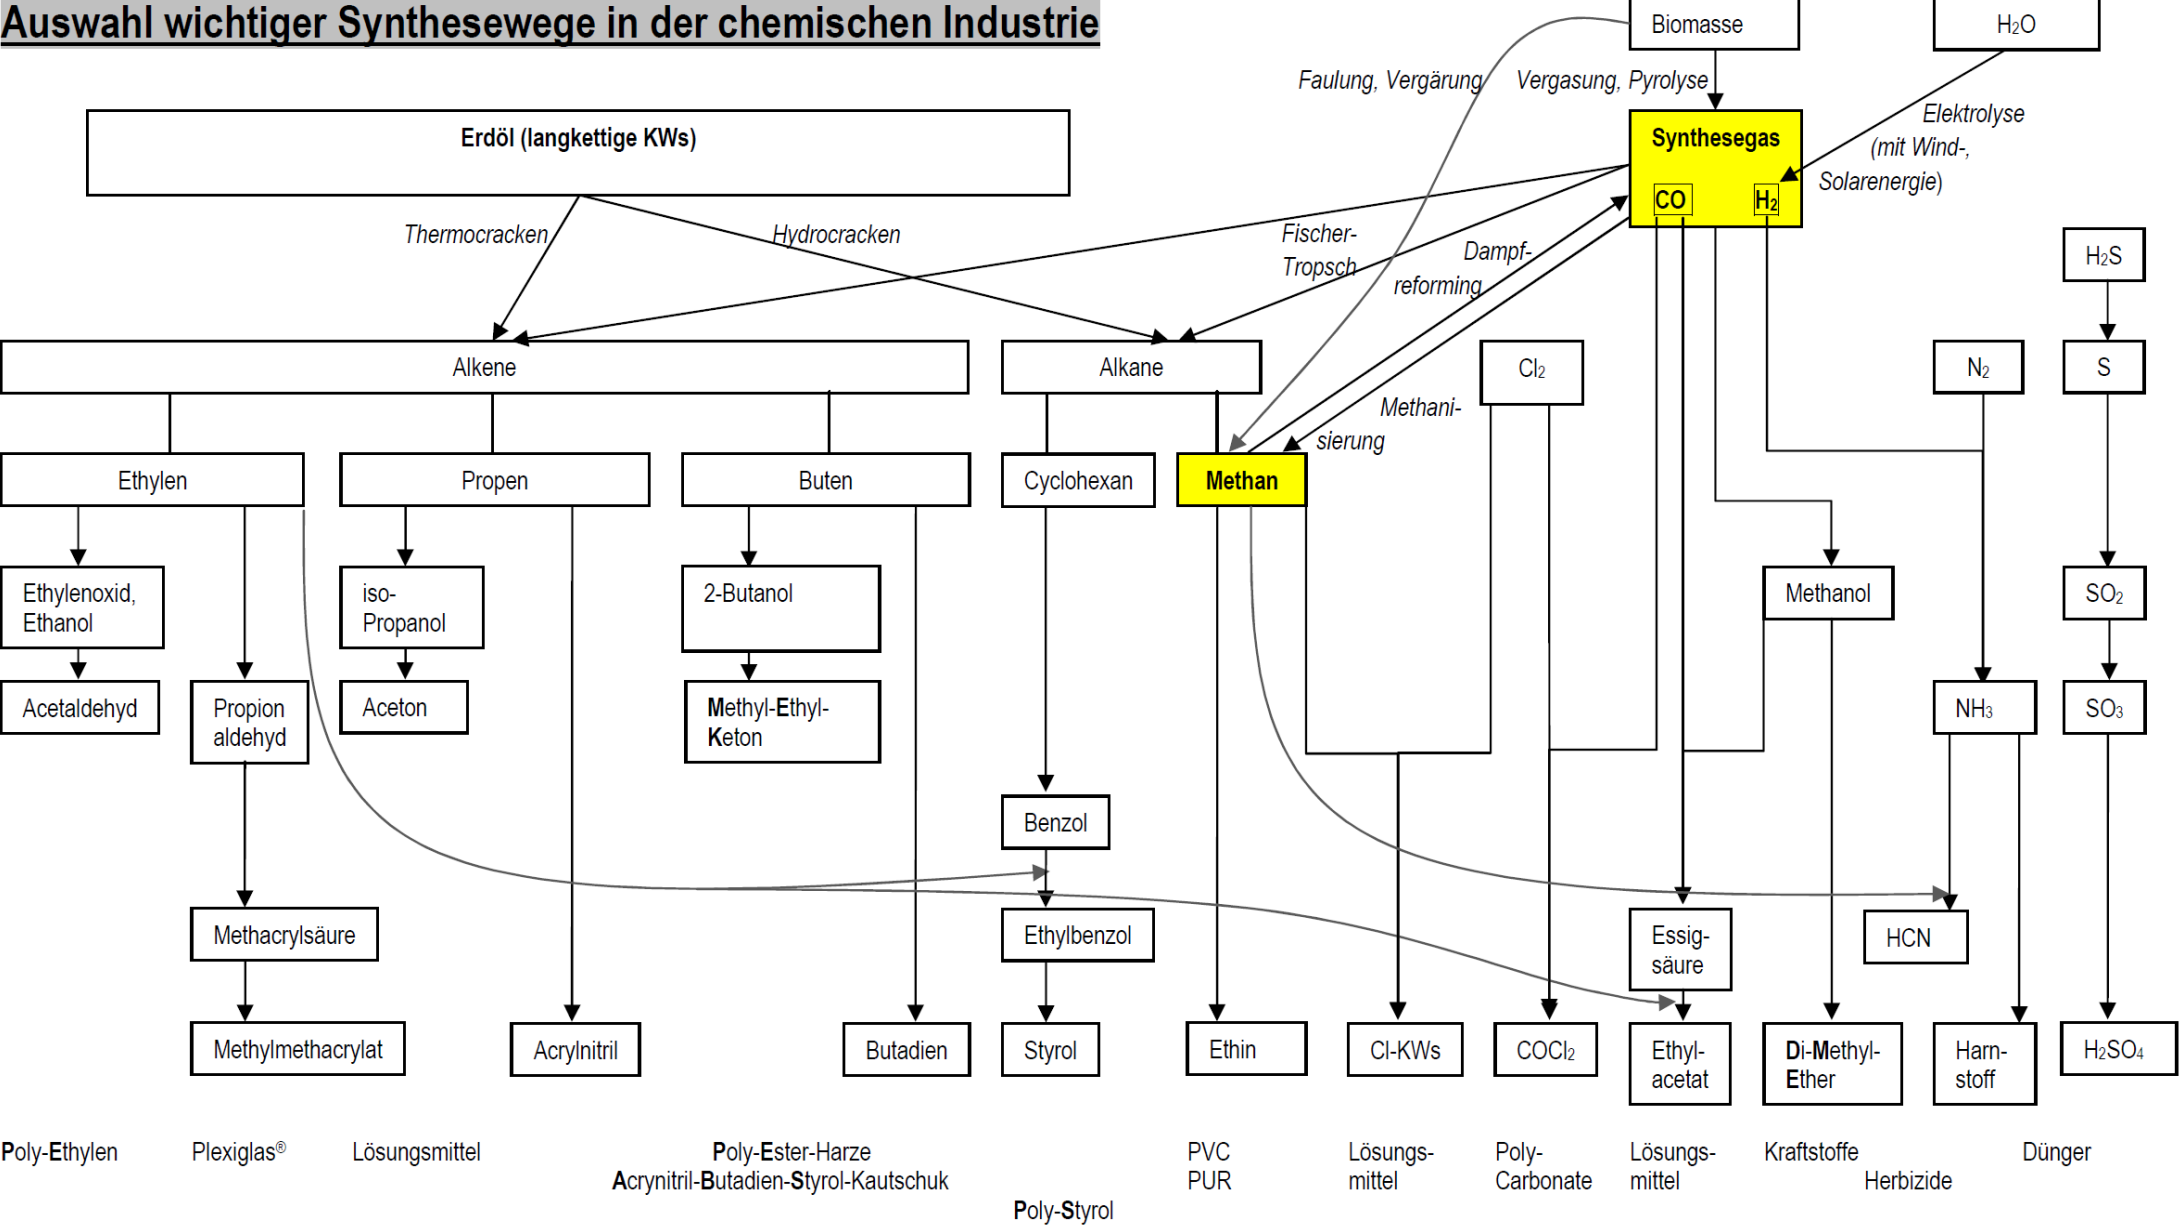 Auswahl wichtiger Synthesewege in der chemischen Industrie
Biomasse
H₂O
Faulung, Vergärung
Vergasung, Pyrolyse
Elektrolyse
(mit Wind-,
Solarenergie)
Erdöl (langkettige KWs)
Synthesegas
CO
H₂
Thermocracken
Hydrocracken
Fischer-
Tropsch
Dampf-
reforming
H₂S
Alkene
Alkane
Cl₂
N₂
S
Methani-
sierung
Ethylen
Propen
Buten
Cyclohexan
Methan
Ethylenoxid,
Ethanol
iso-
Propanol
2-Butanol
Methanol
SO₂
Acetaldehyd
Propion
aldehyd
Aceton
Methyl-Ethyl-
Keton
NH₃
SO₃
Benzol
Methacrylsäure
Ethylbenzol
Essig-
säure
HCN
Methylmethacrylat
Acrylnitril
Butadien
Styrol
Ethin
Cl-KWs
COCl₂
Ethyl-
acetat
Di-Methyl-
Ether
Harn-
stoff
H₂SO₄
Poly-Ethylen
Plexiglas®
Lösungsmittel
Poly-Ester-Harze
Acrynitril-Butadien-Styrol-Kautschuk
Poly-Styrol
PVC
PUR
Lösungs-
mittel
Poly-
Carbonate
Lösungs-
mittel
Kraftstoffe
Herbizide
Dünger